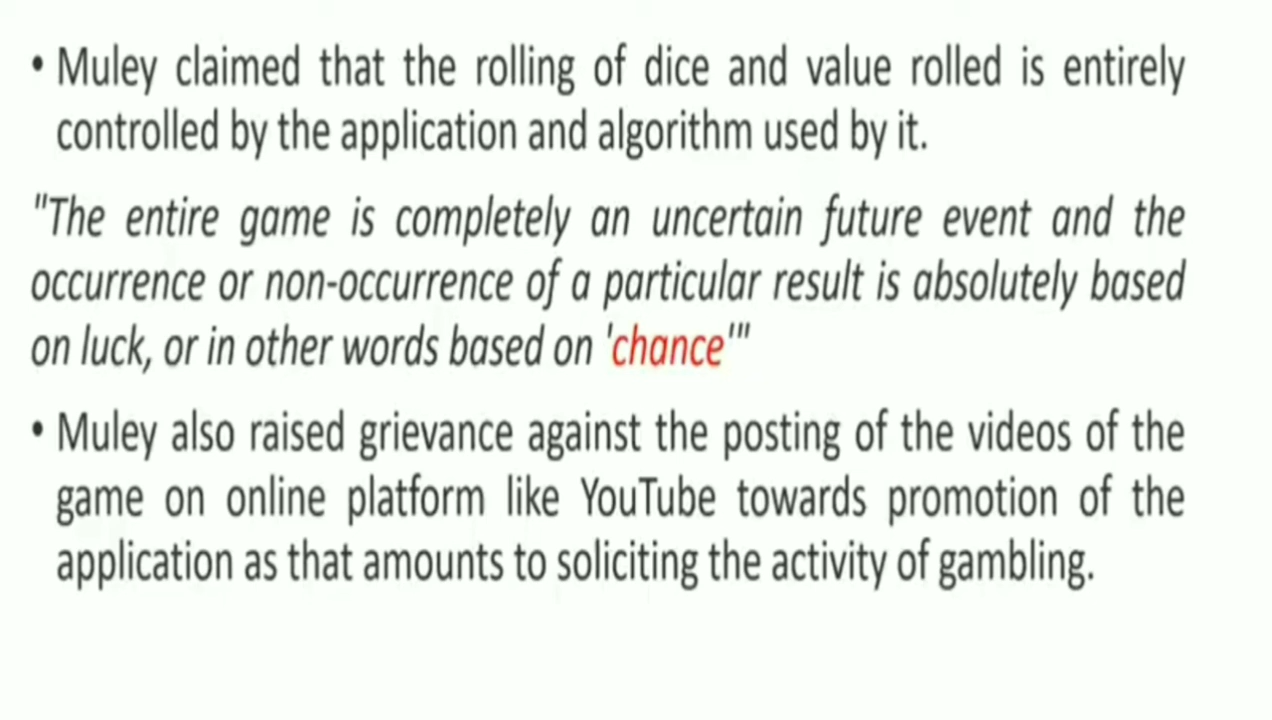 • Muley claimed that the rolling of dice and value rolled is entirely
controlled by the application and algorithm used by it.
"The entire game is completely an uncertain future event and the
occurrence or non-occurrence of a particular result is absolutely based
on luck, or in other words based on 'chance'"
• Muley also raised grievance against the posting of the videos of the
game on online platform like YouTube towards promotion of the
application as that amounts to soliciting the activity of gambling.